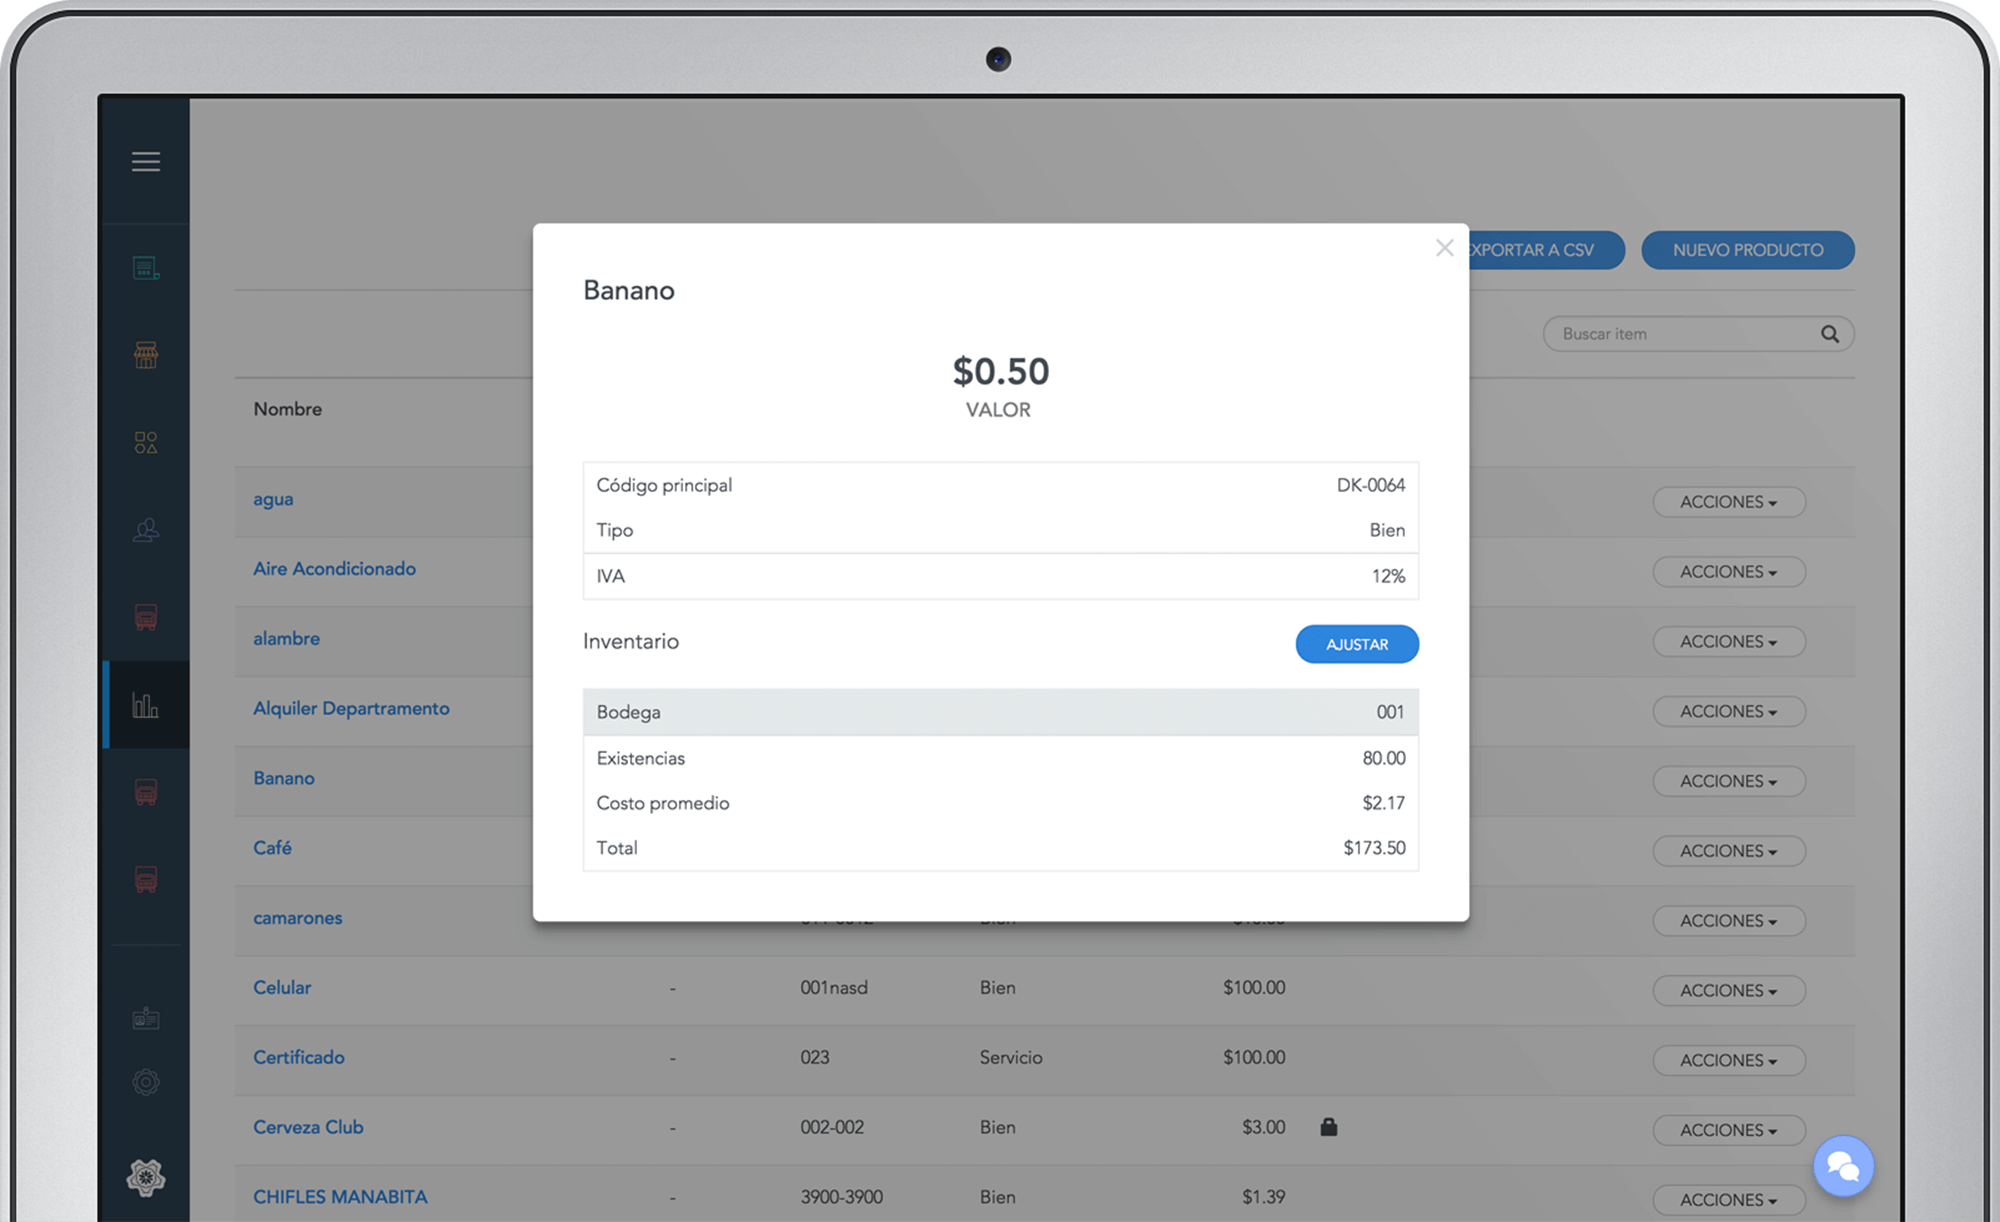 EXPORTAR A CSV
NUEVO PRODUCTO
Buscar item
Banano
$0.50
VALOR
Código principal DK-0064
Tipo Bien
IVA 12%
Inventario
AJUSTAR
Bodega 001
Existencias 80.00
Costo promedio $2.17
Total $173.50
Nombre
agua ACCIONES
Aire Acondicionado ACCIONES
alambre ACCIONES
Alquiler Departramento ACCIONES
Banano ACCIONES
Café ACCIONES
camarones ACCIONES
Celular - 001nasd Bien $100.00 ACCIONES
Certificado - 023 Servicio $100.00 ACCIONES
Cerveza Club - 002-002 Bien $3.00 ACCIONES
CHIFLES MANABITA - 3900-3900 Bien $1.39 ACCIONES